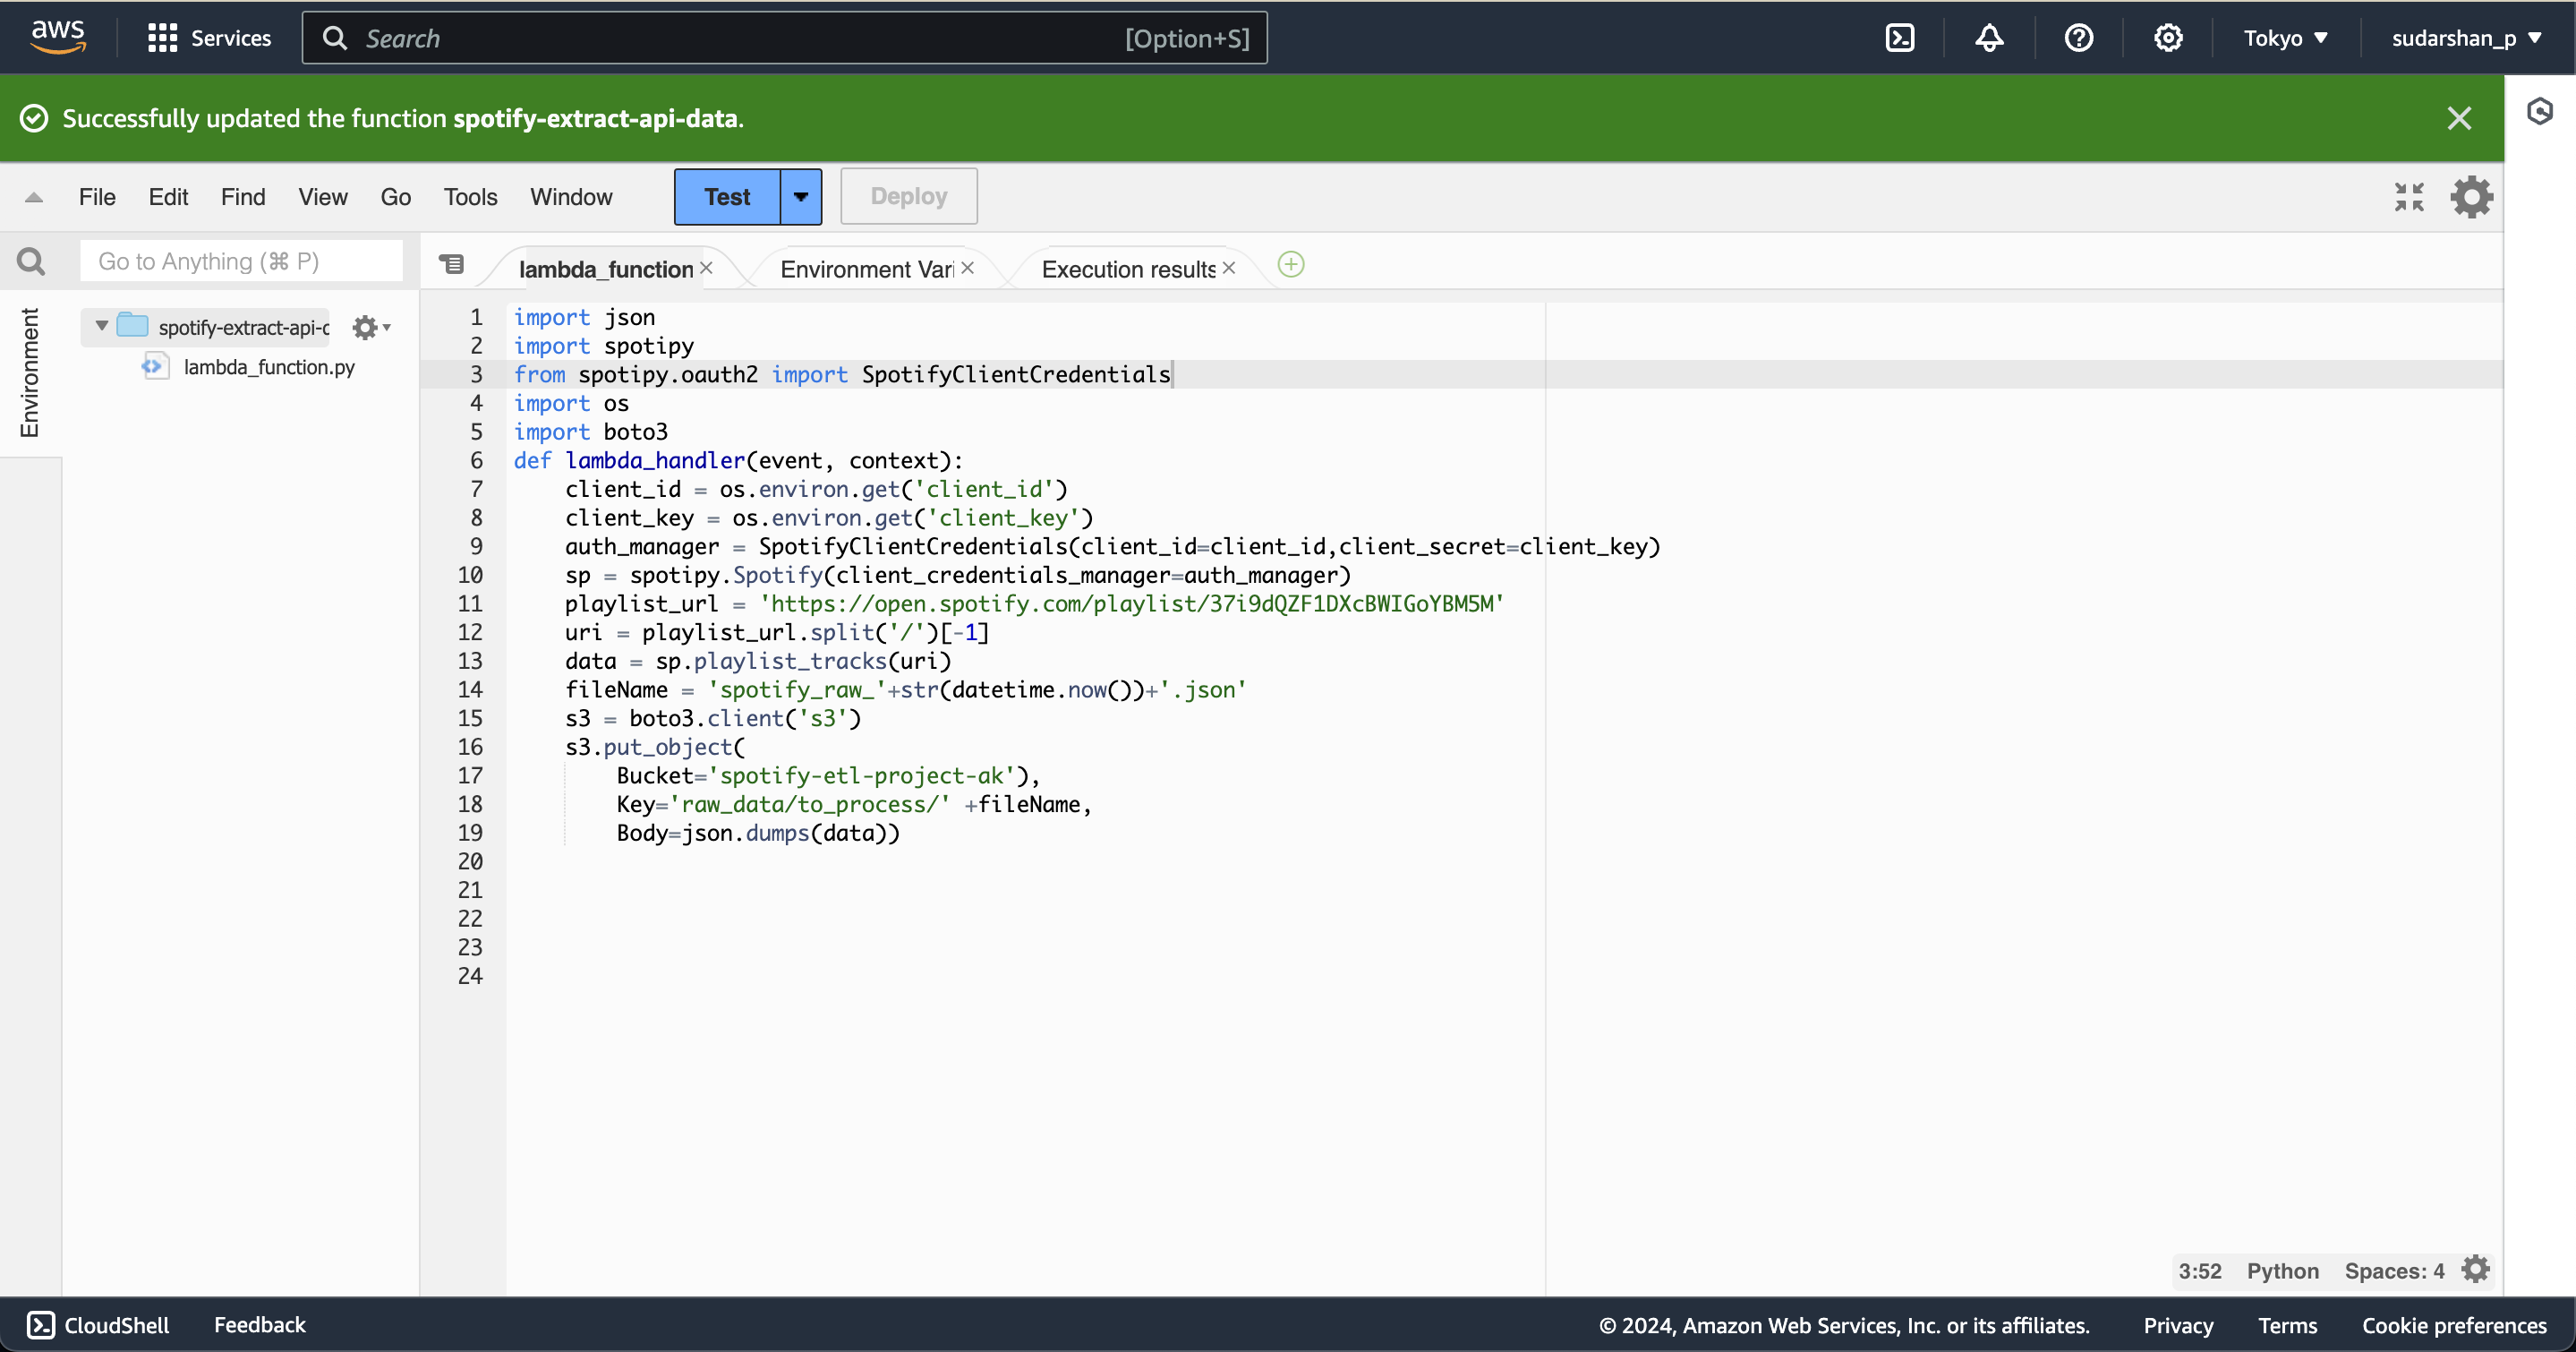 aws
Services
Search
[Option+S]
Tokyo
sudarshan_p
Successfully updated the function spotify-extract-api-data.
File Edit Find View Go Tools Window
Test
Deploy
Go to Anything (⌘ P)
lambda_function
Environment Vari
Execution results
Environment
spotify-extract-api-d
lambda_function.py
1 import json
2 import spotipy
3 from spotipy.oauth2 import SpotifyClientCredentials
4 import os
5 import boto3
6 def lambda_handler(event, context):
7     client_id = os.environ.get('client_id')
8     client_key = os.environ.get('client_key')
9     auth_manager = SpotifyClientCredentials(client_id=client_id,client_secret=client_key)
10     sp = spotipy.Spotify(client_credentials_manager=auth_manager)
11     playlist_url = 'https://open.spotify.com/playlist/37i9dQZF1DXcBWIGoYBM5M'
12     uri = playlist_url.split('/')[-1]
13     data = sp.playlist_tracks(uri)
14     fileName = 'spotify_raw_'+str(datetime.now())+'.json'
15     s3 = boto3.client('s3')
16     s3.put_object(
17         Bucket='spotify-etl-project-ak'),
18         Key='raw_data/to_process/' +fileName,
19         Body=json.dumps(data))
20
21
22
23
24
3:52 Python Spaces: 4
CloudShell
Feedback
© 2024, Amazon Web Services, Inc. or its affiliates.
Privacy
Terms
Cookie preferences